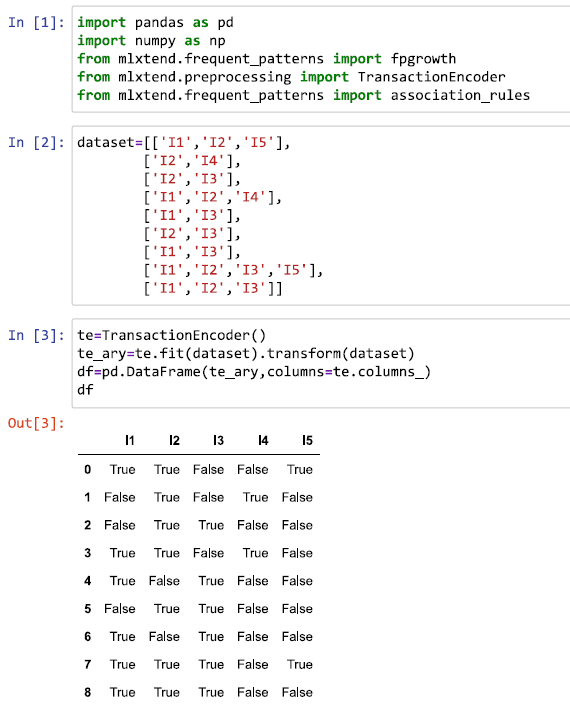 In [1]: import pandas as pd
import numpy as np
from mlxtend.frequent_patterns import fpgrowth
from mlxtend.preprocessing import TransactionEncoder
from mlxtend.frequent_patterns import association_rules
In [2]: dataset=[['I1','I2','I5'],
['I2','I4'],
['I2','I3'],
['I1','I2','I4'],
['I1','I3'],
['I2','I3'],
['I1','I3'],
['I1','I2','I3','I5'],
['I1','I2','I3']]
In [3]: te=TransactionEncoder()
te_ary=te.fit(dataset).transform(dataset)
df=pd.DataFrame(te_ary,columns=te.columns_)
df
Out[3]:
I1 I2 I3 I4 I5
0 True True False False True
1 False True False True False
2 False True True False False
3 True True False True False
4 True False True False False
5 False True True False False
6 True False True False False
7 True True True False True
8 True True True False False